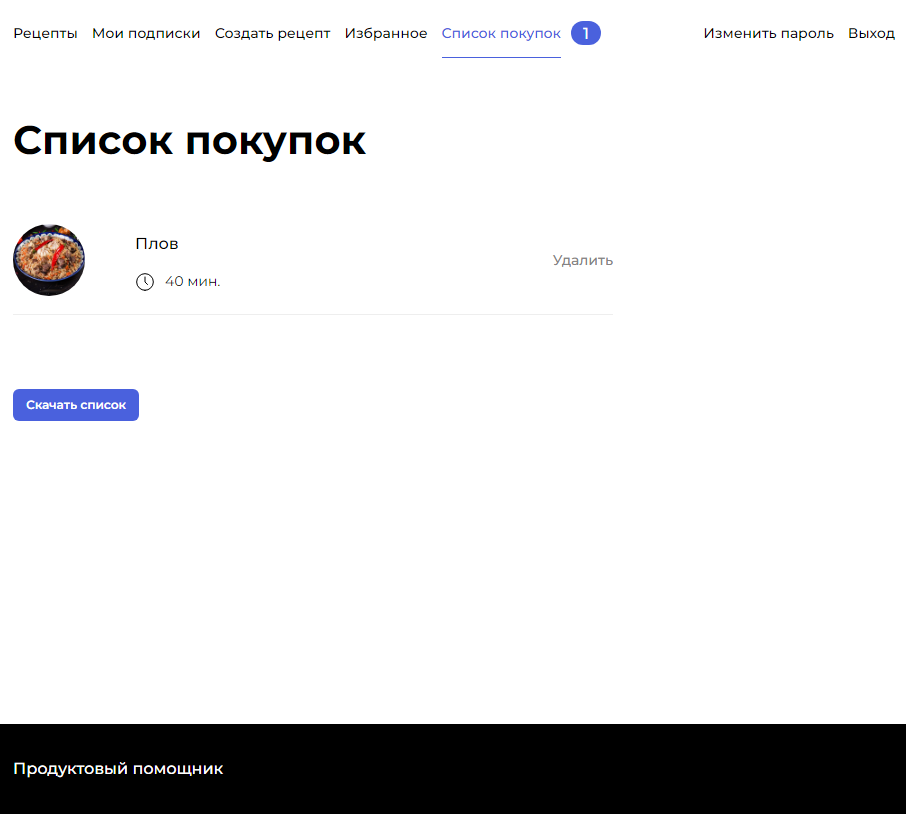 Рецепты Мои подписки Создать рецепт Избранное Список покупок 1 Изменить пароль Выход
Список покупок
Плов
40 мин.
Удалить
Скачать список
Продуктовый помощник